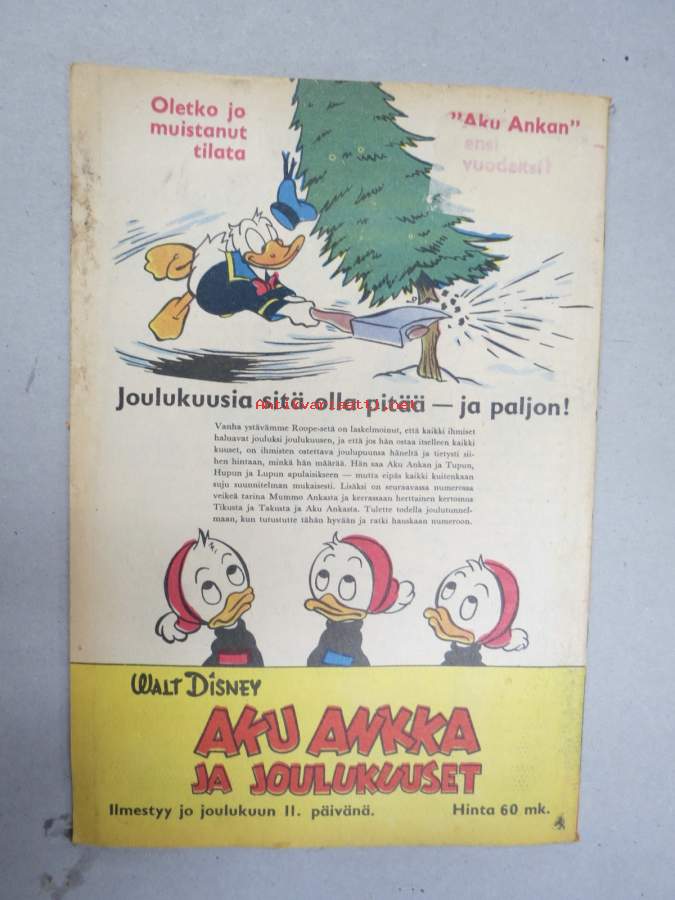 Oletko jo
muistanut
tilata
"Aku Ankan"
ensi
vuodeksi!
Joulukuusia sitä olla pitää — ja paljon!
Antikvariaatti.net
Vanha ystävämme Roope-setä on laskelmoinut, että kaikki ihmiset
haluavat jouluksi joulukuusen, ja että jos hän ostaa itselleen kaikki
kuuset, on ihmisten ostettava joulupuunsa häneltä ja tietysti sii-
hen hintaan, minkä hän määrää. Hän saa Aku Ankan ja Tupun,
Hupun ja Lupun apulaisikseen — mutta eipäs kaikki kuitenkaan
suju suunnitelman mukaisesti. Lisäksi on seuraavassa numerossa
veikeä tarina Mummo Ankasta ja kerrassaan herttainen kertomus
Tikusta ja Takusta ja Aku Ankasta. Tulette todella joulutunnel-
maan, kun tutustutte tähän hyvään ja ratki hauskaan numeroon.
WALT DISNEY
AKU ANKKA
JA JOULUKUUSET
Ilmestyy jo joulukuun 11. päivänä.
Hinta 60 mk.